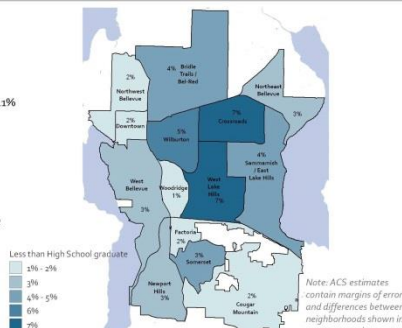 4%
Bridle
Trails /
Bel-Red
2%
Northwest
Bellevue
Northeast
Bellevue
1%
7%
Crossroads
3%
2%
Downtown
5%
Wilburton
4%
Sammamish / East
Lake Hills
West
Bellevue
3%
Woodridge
1%
West
Lake
Hills
7%
Factoria
2%
3%
Somerset
Newport
Hills
3%
2%
Cougar
Mountain
Less than High School graduate
1% - 2%
3%
4% - 5%
6%
7%
Note: ACS estimates
contain margins of error
and differences between
neighborhoods shown in